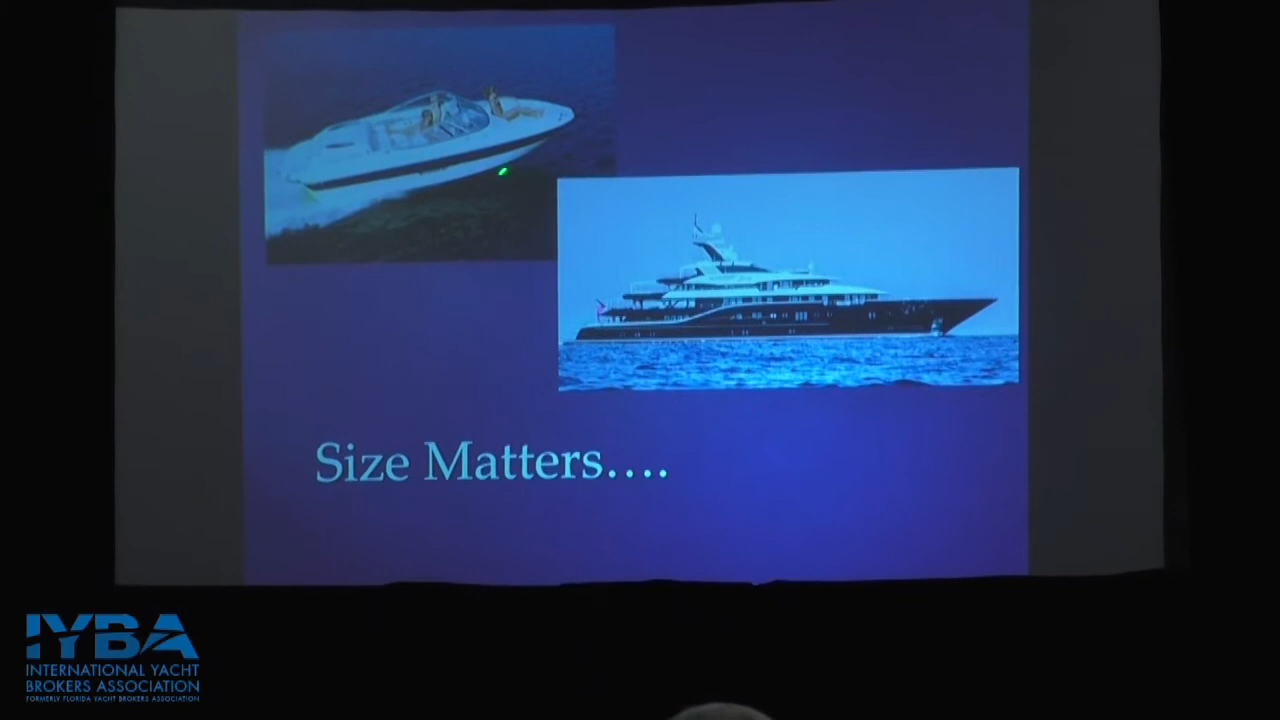 Size Matters....
IYBA
INTERNATIONAL YACHT
BROKERS ASSOCIATION
FORMERLY FLORIDA YACHT BROKERS ASSOCIATION